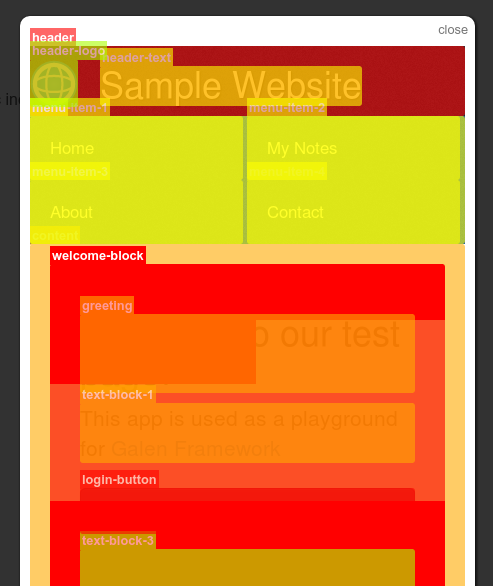 close
header
header-logo
header-text
Sample Website
menu-item-1
menu-item-2
Home
My Notes
menu-item-3
About
Contact
content
welcome-block
greeting
o our test
text-block-1
This app is used as a playground
for Galen Framework
login-button
text-block-3